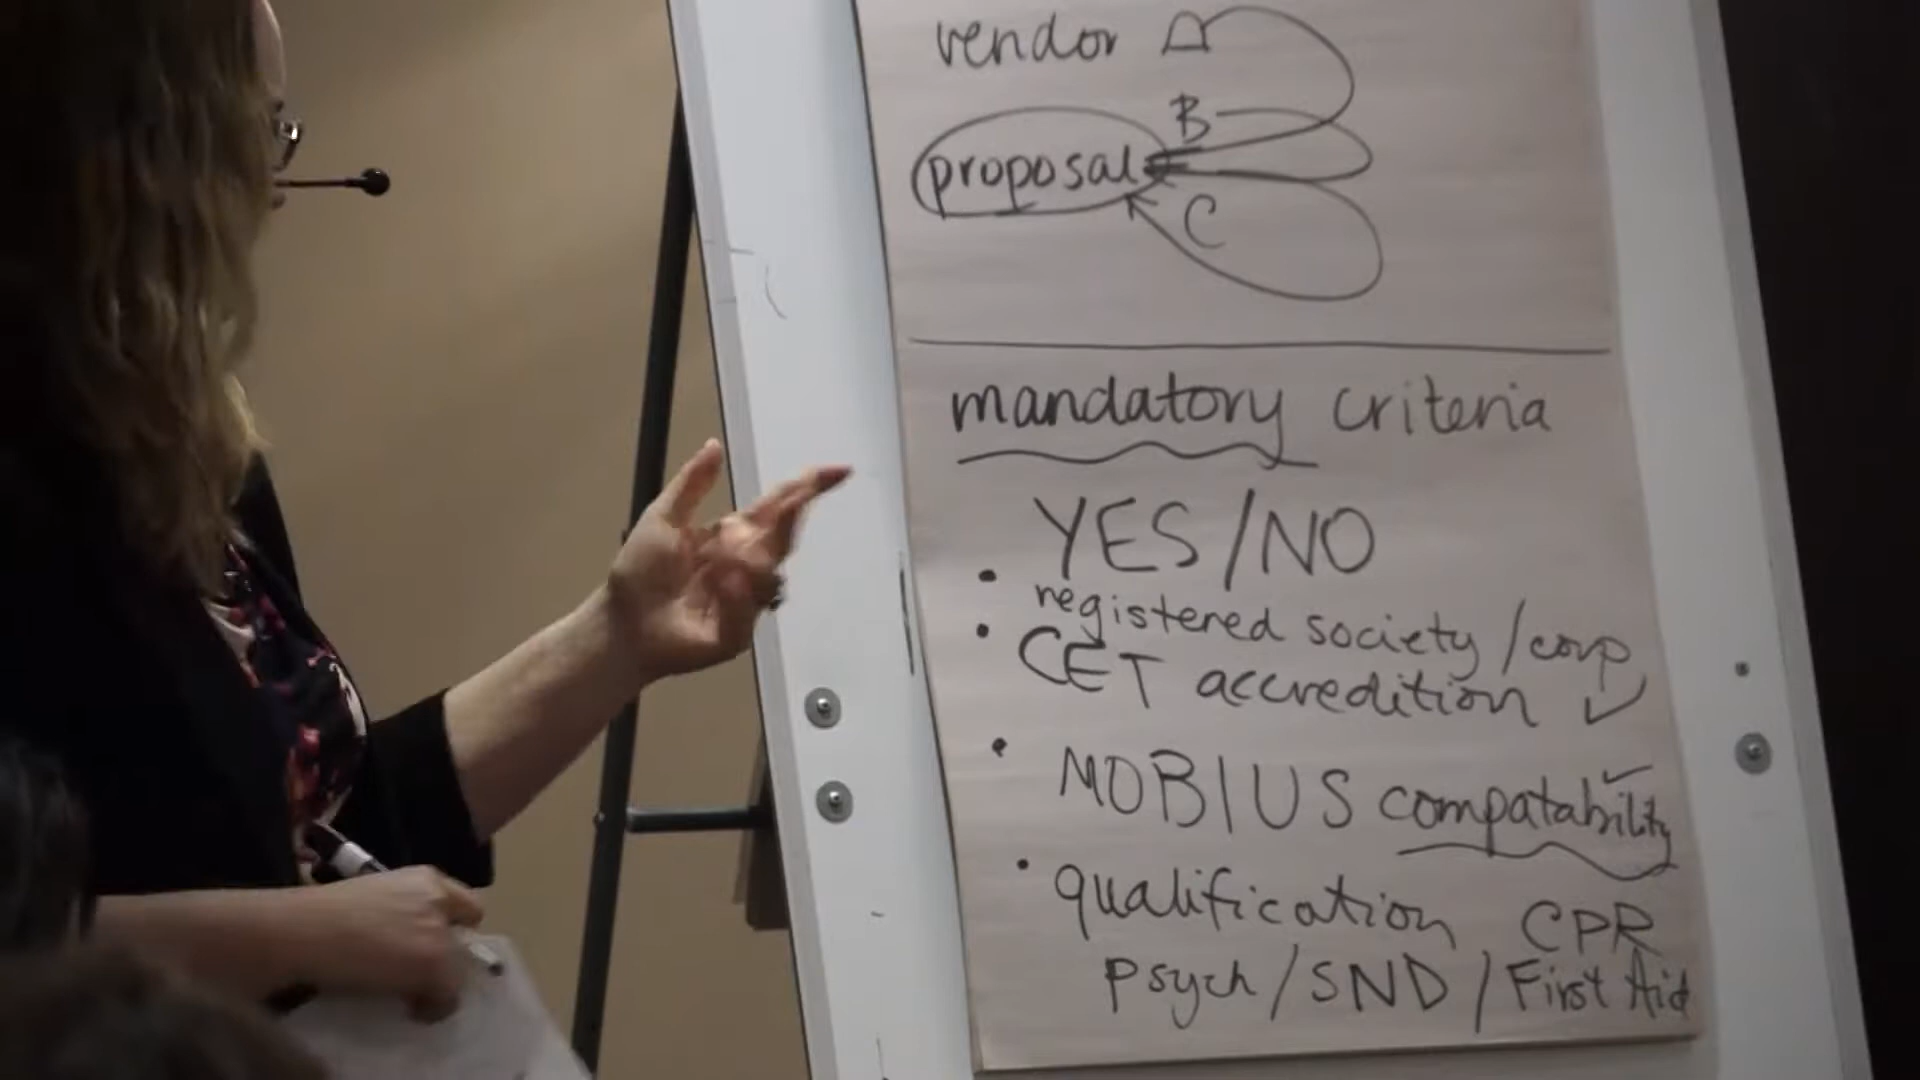 vendor A
B
proposal
C
mandatory criteria
YES/NO
• registered society/corp
• CET accredition ✓
• MOBIUS compatability ✓
• qualification CPR
Psych/SND/First Aid